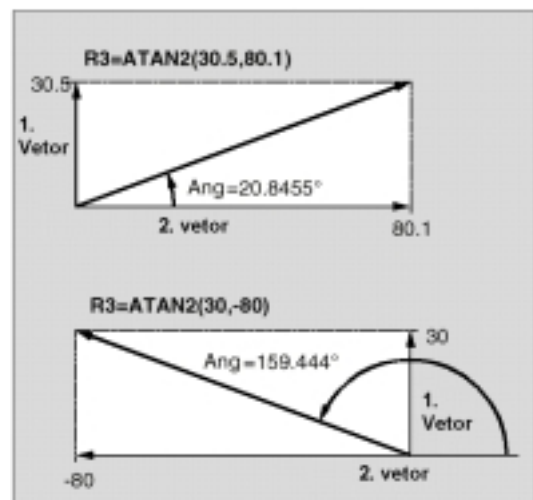 R3=ATAN2(30.5,80.1)
30.5
1.
Vetor
Ang=20.8455°
2. vetor
80.1
R3=ATAN2(30,-80)
30
Ang=159.444°
1.
Vetor
-80
2. vetor